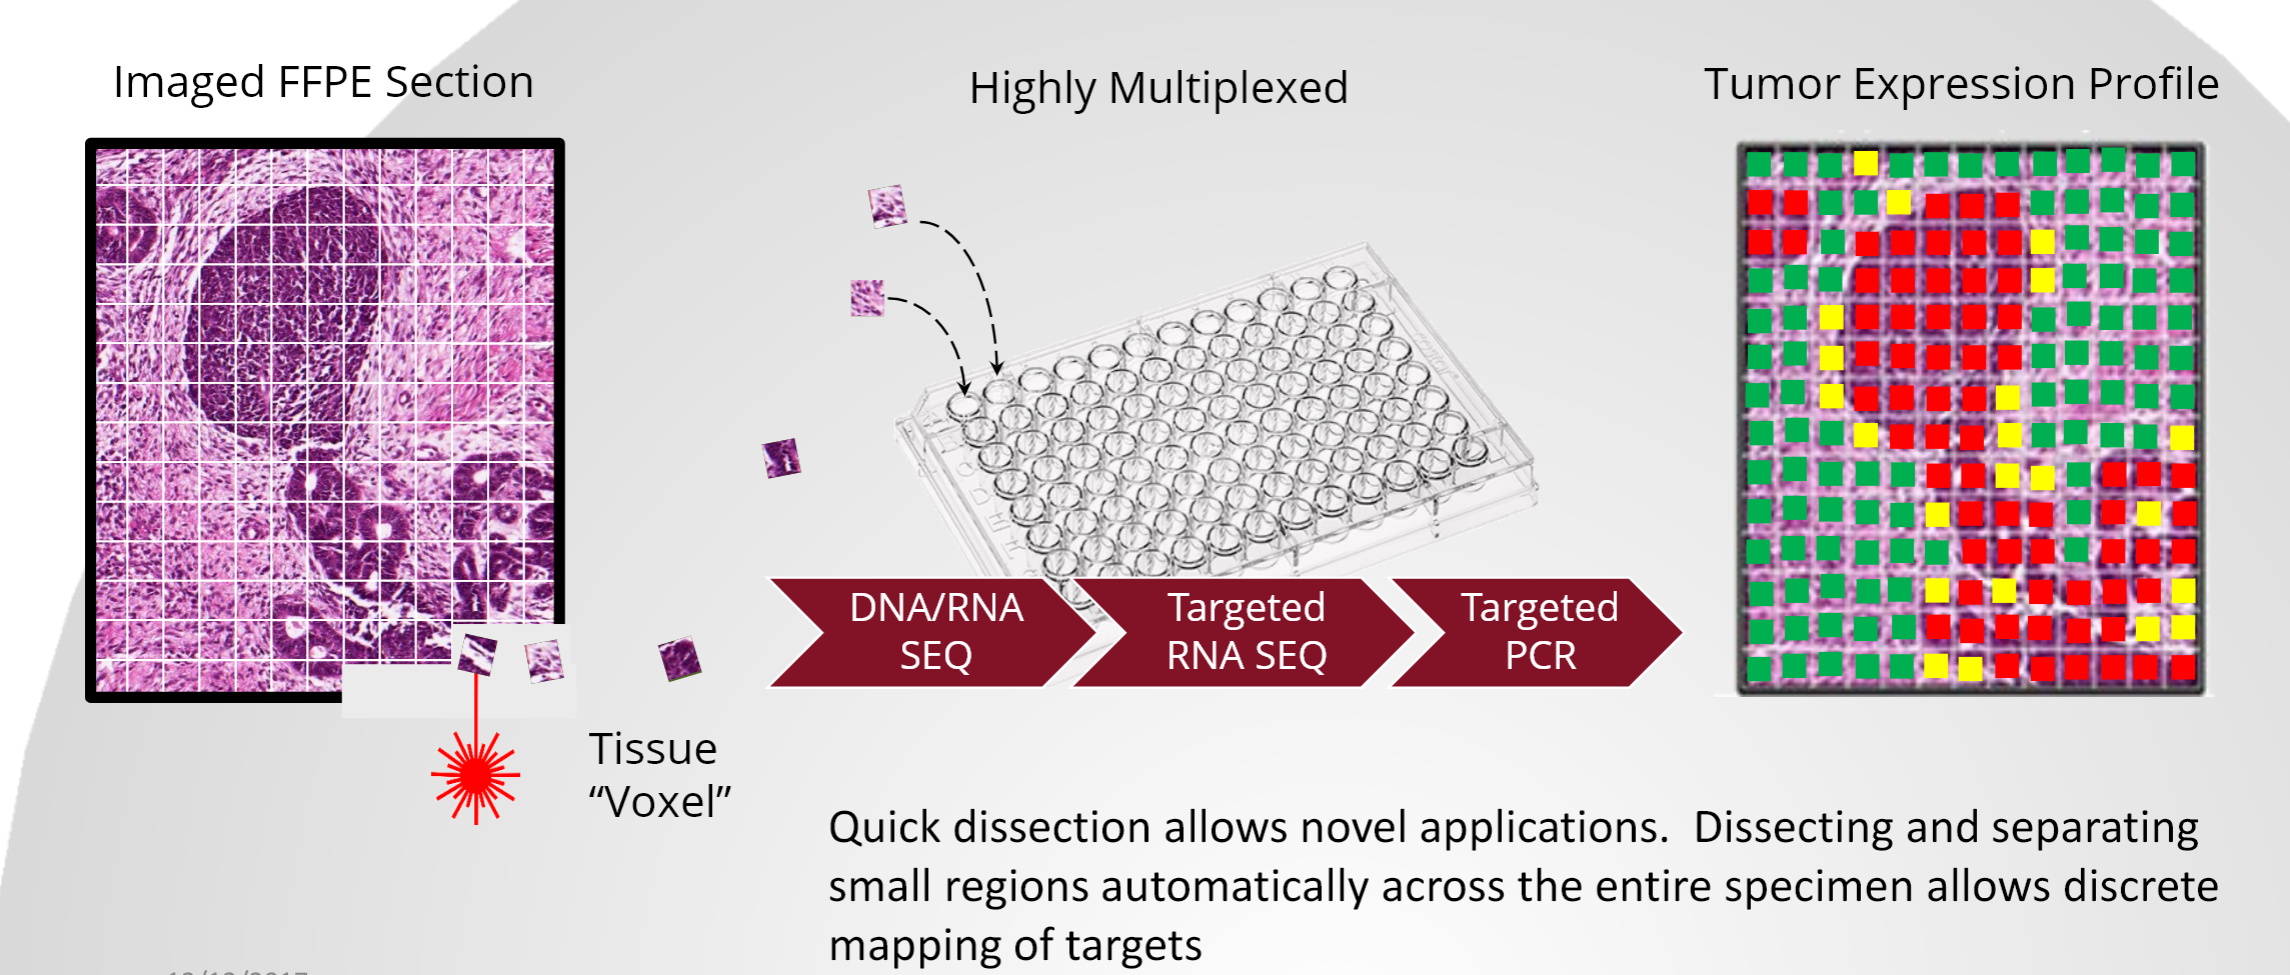 Imaged FFPE Section
Highly Multiplexed
Tumor Expression Profile
DNA/RNA
SEQ
Targeted
RNA SEQ
Targeted
PCR
Tissue
“Voxel”
Quick dissection allows novel applications.  Dissecting and separating
small regions automatically across the entire specimen allows discrete
mapping of targets